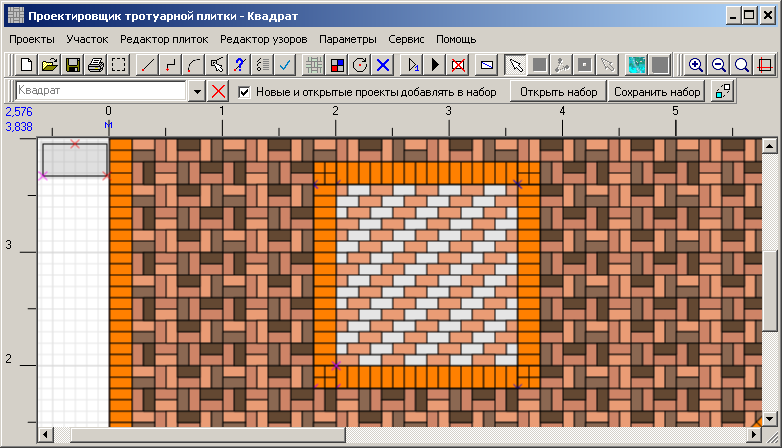 Проектировщик тротуарной плитки - Квадрат
Проекты Участок Редактор плиток Редактор узоров Параметры Сервис Помощь
Квадрат Новые и открытые проекты добавлять в набор Открыть набор Сохранить набор
2,576 0 1 2 3 4 5
3,838 м
3
2